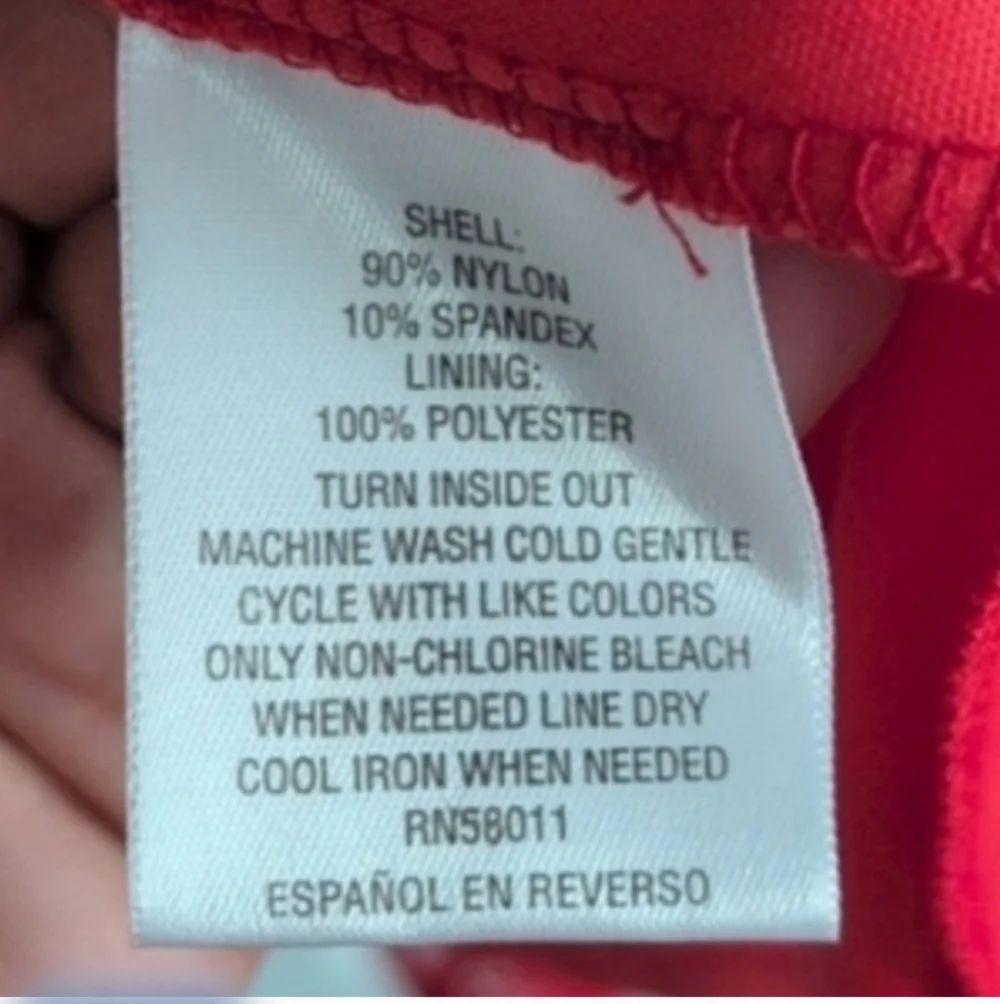 SHELL:
90% NYLON
10% SPANDEX
LINING:
100% POLYESTER
TURN INSIDE OUT
MACHINE WASH COLD GENTLE
CYCLE WITH LIKE COLORS
ONLY NON-CHLORINE BLEACH
WHEN NEEDED LINE DRY
COOL IRON WHEN NEEDED
RN58011
ESPAÑOL EN REVERSO